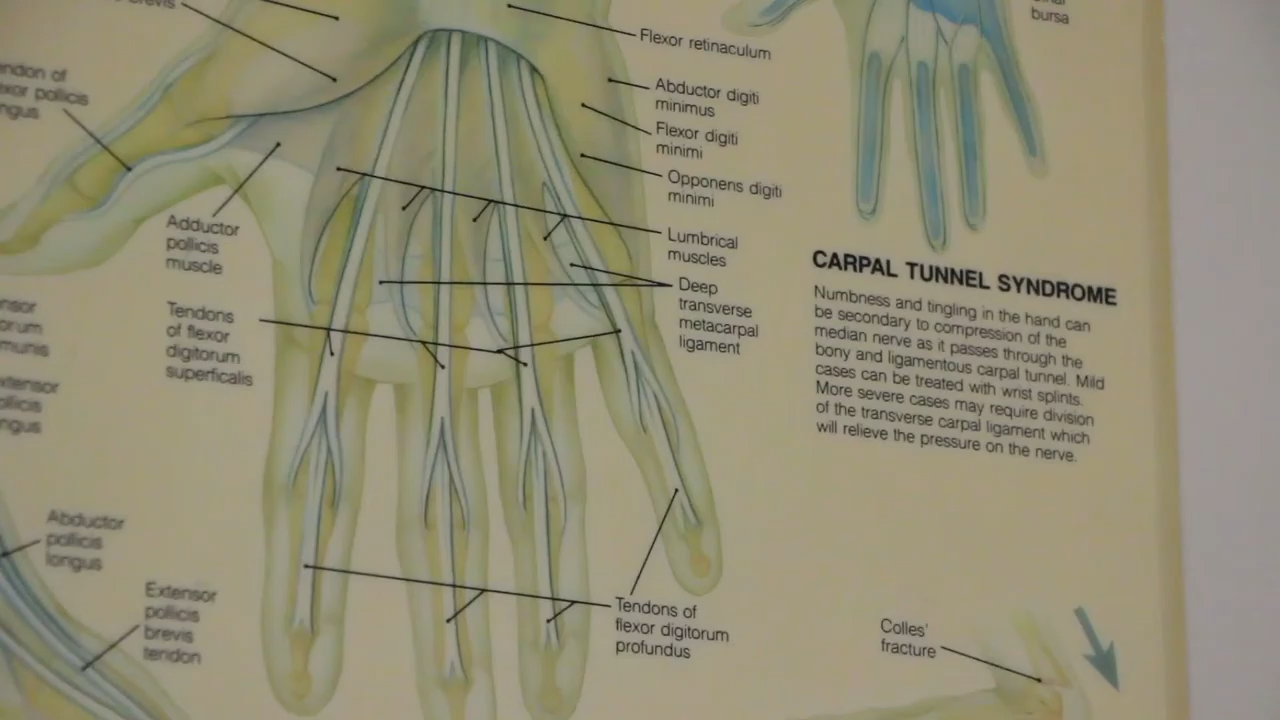 brevis
bursa
Flexor retinaculum
Abductor digiti
minimus
Flexor digiti
minimi
Opponens digiti
minimi
Lumbrical
muscles
Deep
transverse
metacarpal
ligament
Adductor
pollicis
muscle
Tendons
of flexor
digitorum
superficialis
of
pollicis
Abductor
pollicis
longus
Extensor
pollicis
brevis
tendon
Tendons of
flexor digitorum
profundus
CARPAL TUNNEL SYNDROME
Numbness and tingling in the hand can
be secondary to compression of the
median nerve as it passes through the
bony and ligamentous carpal tunnel. Mild
cases can be treated with wrist splints.
More severe cases may require division
of the transverse carpal ligament which
will relieve the pressure on the nerve.
Colles'
fracture